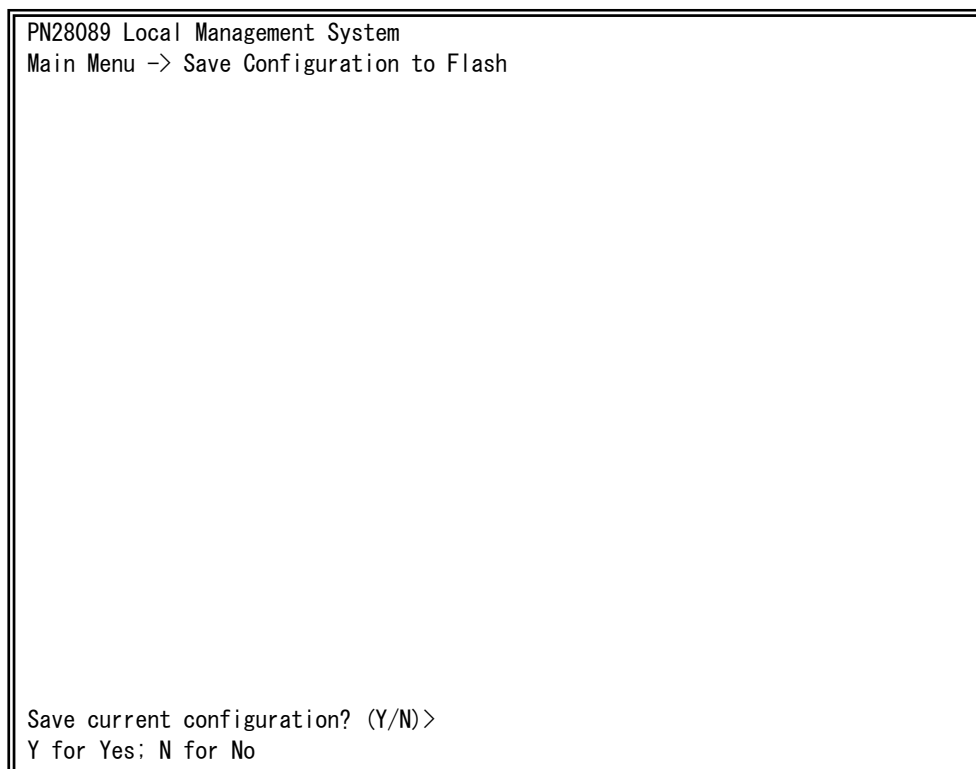 PN28089 Local Management System
Main Menu -> Save Configuration to Flash
Save current configuration? (Y/N)>
Y for Yes; N for No